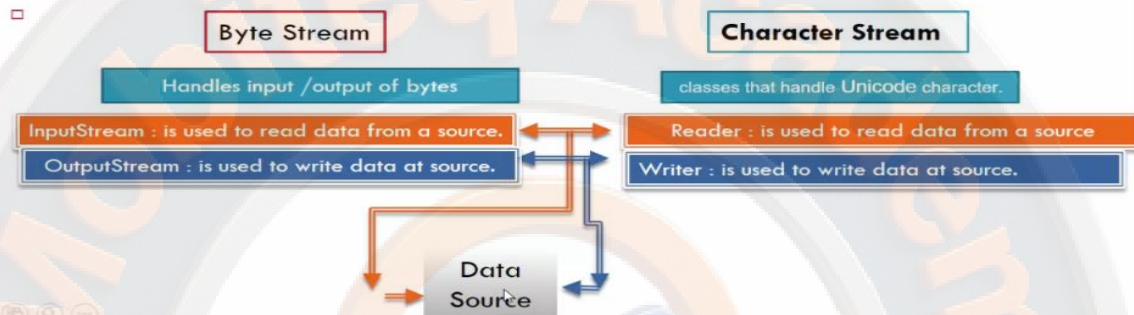 Byte Stream
Character Stream
Handles input /output of bytes
classes that handle Unicode character.
InputStream : is used to read data from a source.
Reader : is used to read data from a source
OutputStream : is used to write data at source.
Writer : is used to write data at source.
Data
Source